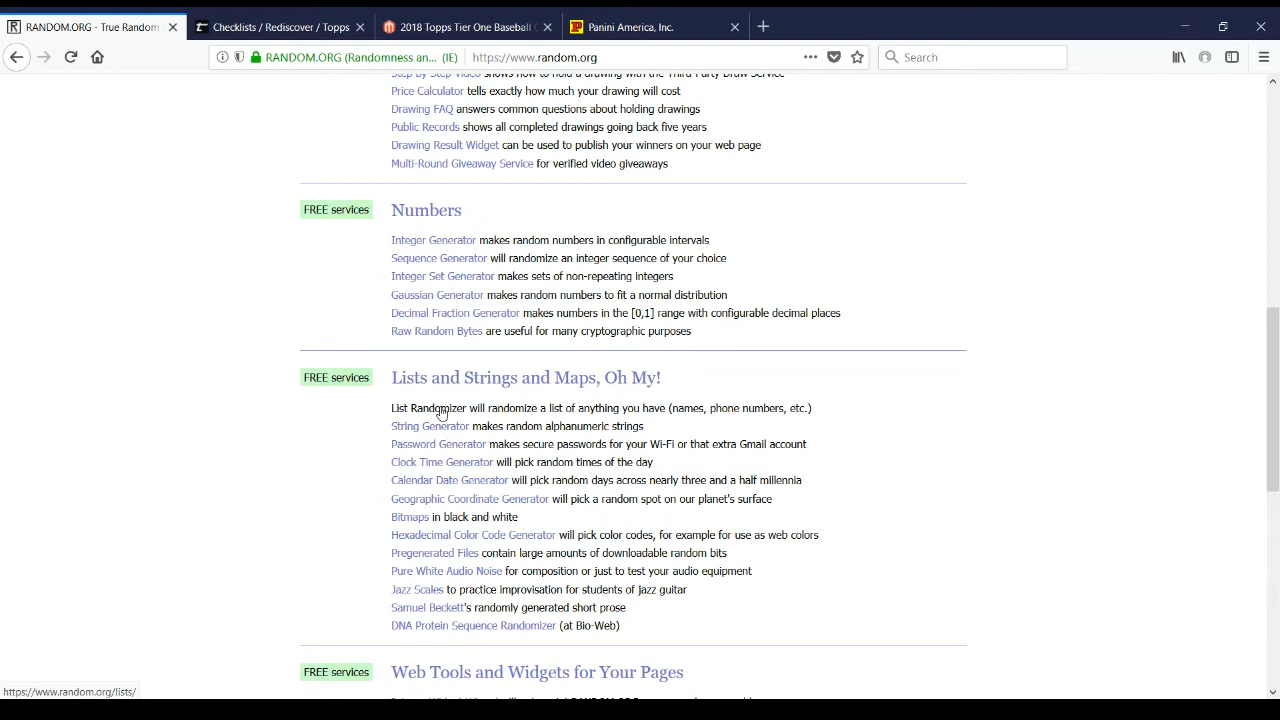 RANDOM.ORG - True Random
Checklists / Rediscover / Topps
2018 Topps Tier One Baseball
Panini America, Inc.
RANDOM.ORG (Randomness an... (IE)
https://www.random.org
Search
Step by Step Video shows how to hold a drawing with the Third-Party Draw Service
Price Calculator tells exactly how much your drawing will cost
Drawing FAQ answers common questions about holding drawings
Public Records shows all completed drawings going back five years
Drawing Result Widget can be used to publish your winners on your web page
Multi-Round Giveaway Service for verified video giveaways
FREE services
Numbers
Integer Generator makes random numbers in configurable intervals
Sequence Generator will randomize an integer sequence of your choice
Integer Set Generator makes sets of non-repeating integers
Gaussian Generator makes random numbers to fit a normal distribution
Decimal Fraction Generator makes numbers in the [0,1] range with configurable decimal places
Raw Random Bytes are useful for many cryptographic purposes
FREE services
Lists and Strings and Maps, Oh My!
List Randomizer will randomize a list of anything you have (names, phone numbers, etc.)
String Generator makes random alphanumeric strings
Password Generator makes secure passwords for your Wi-Fi or that extra Gmail account
Clock Time Generator will pick random times of the day
Calendar Date Generator will pick random days across nearly three and a half millennia
Geographic Coordinate Generator will pick a random spot on our planet's surface
Bitmaps in black and white
Hexadecimal Color Code Generator will pick color codes, for example for use as web colors
Pregenerated Files contain large amounts of downloadable random bits
Pure White Audio Noise for composition or just to test your audio equipment
Jazz Scales to practice improvisation for students of jazz guitar
Samuel Beckett's randomly generated short prose
DNA Protein Sequence Randomizer (at Bio-Web)
FREE services
Web Tools and Widgets for Your Pages
https://www.random.org/lists/